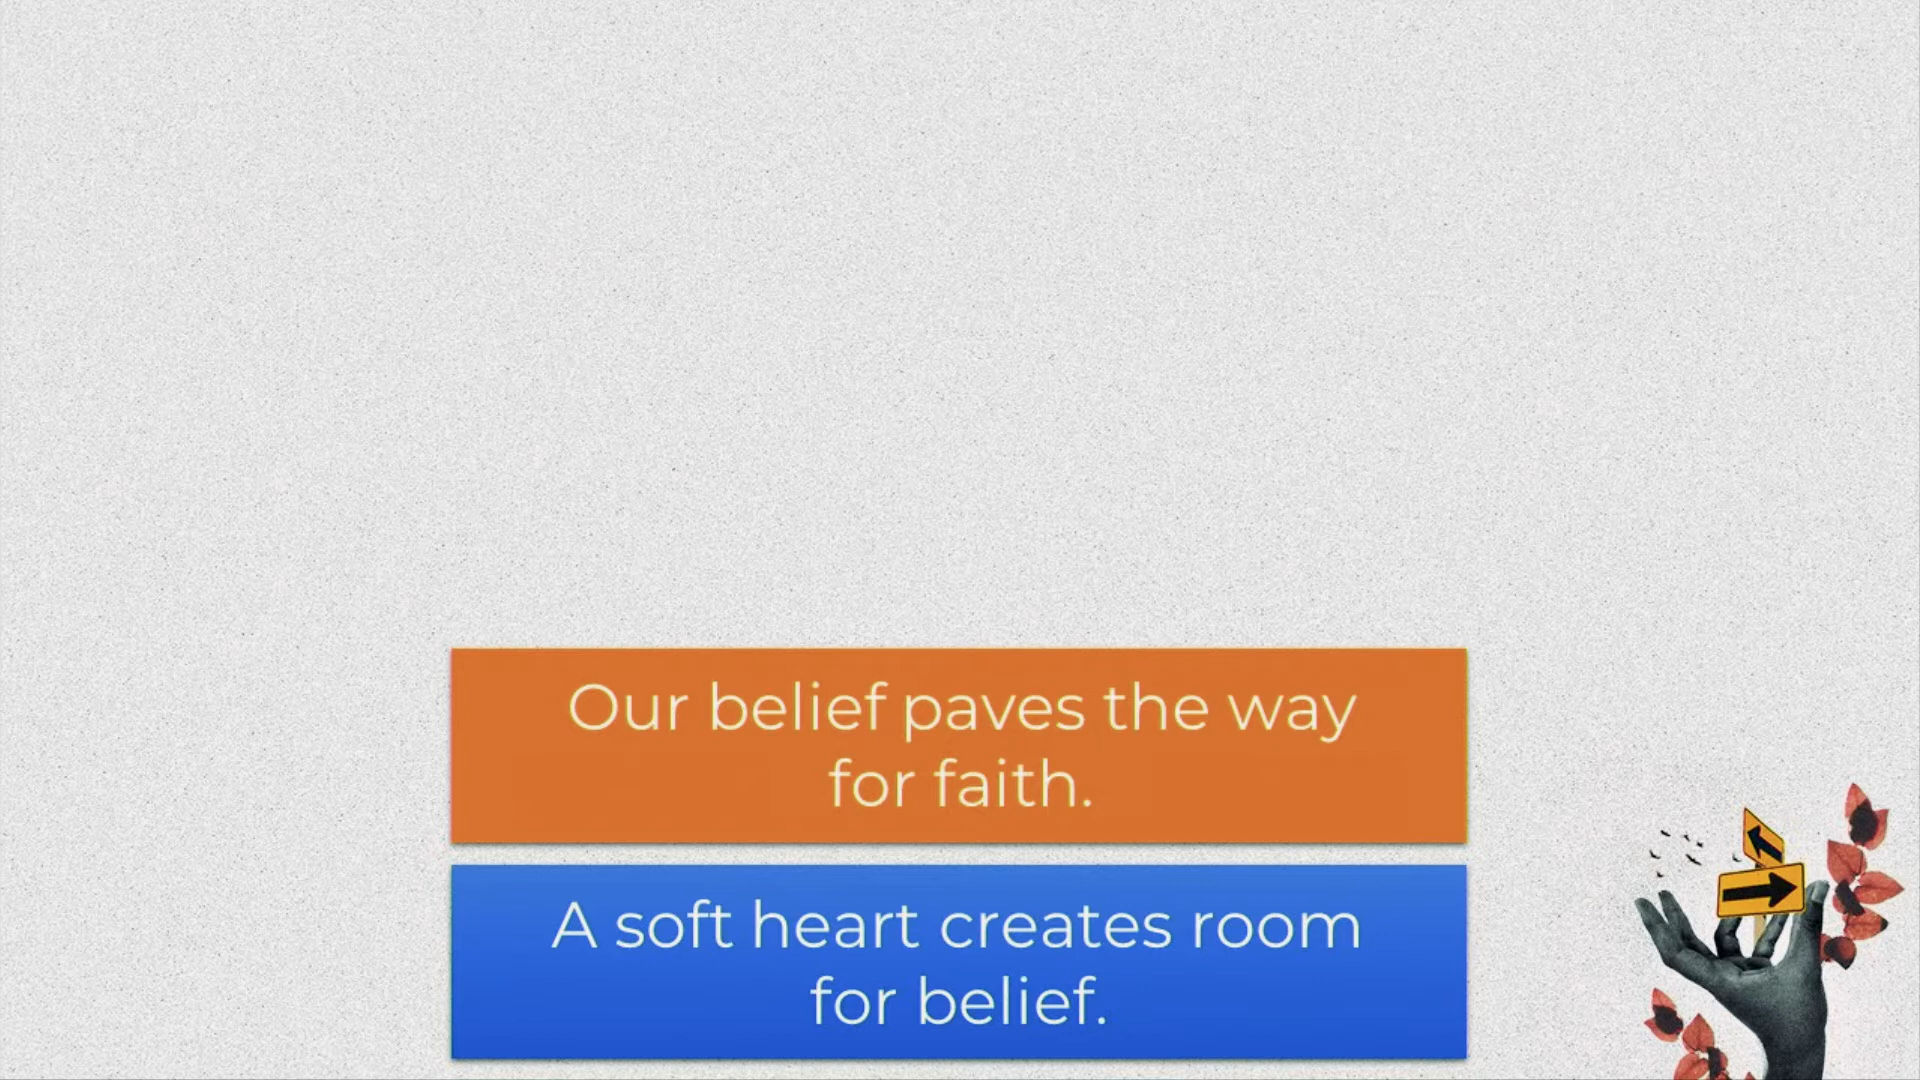 Our belief paves the way
for faith.
A soft heart creates room
for belief.